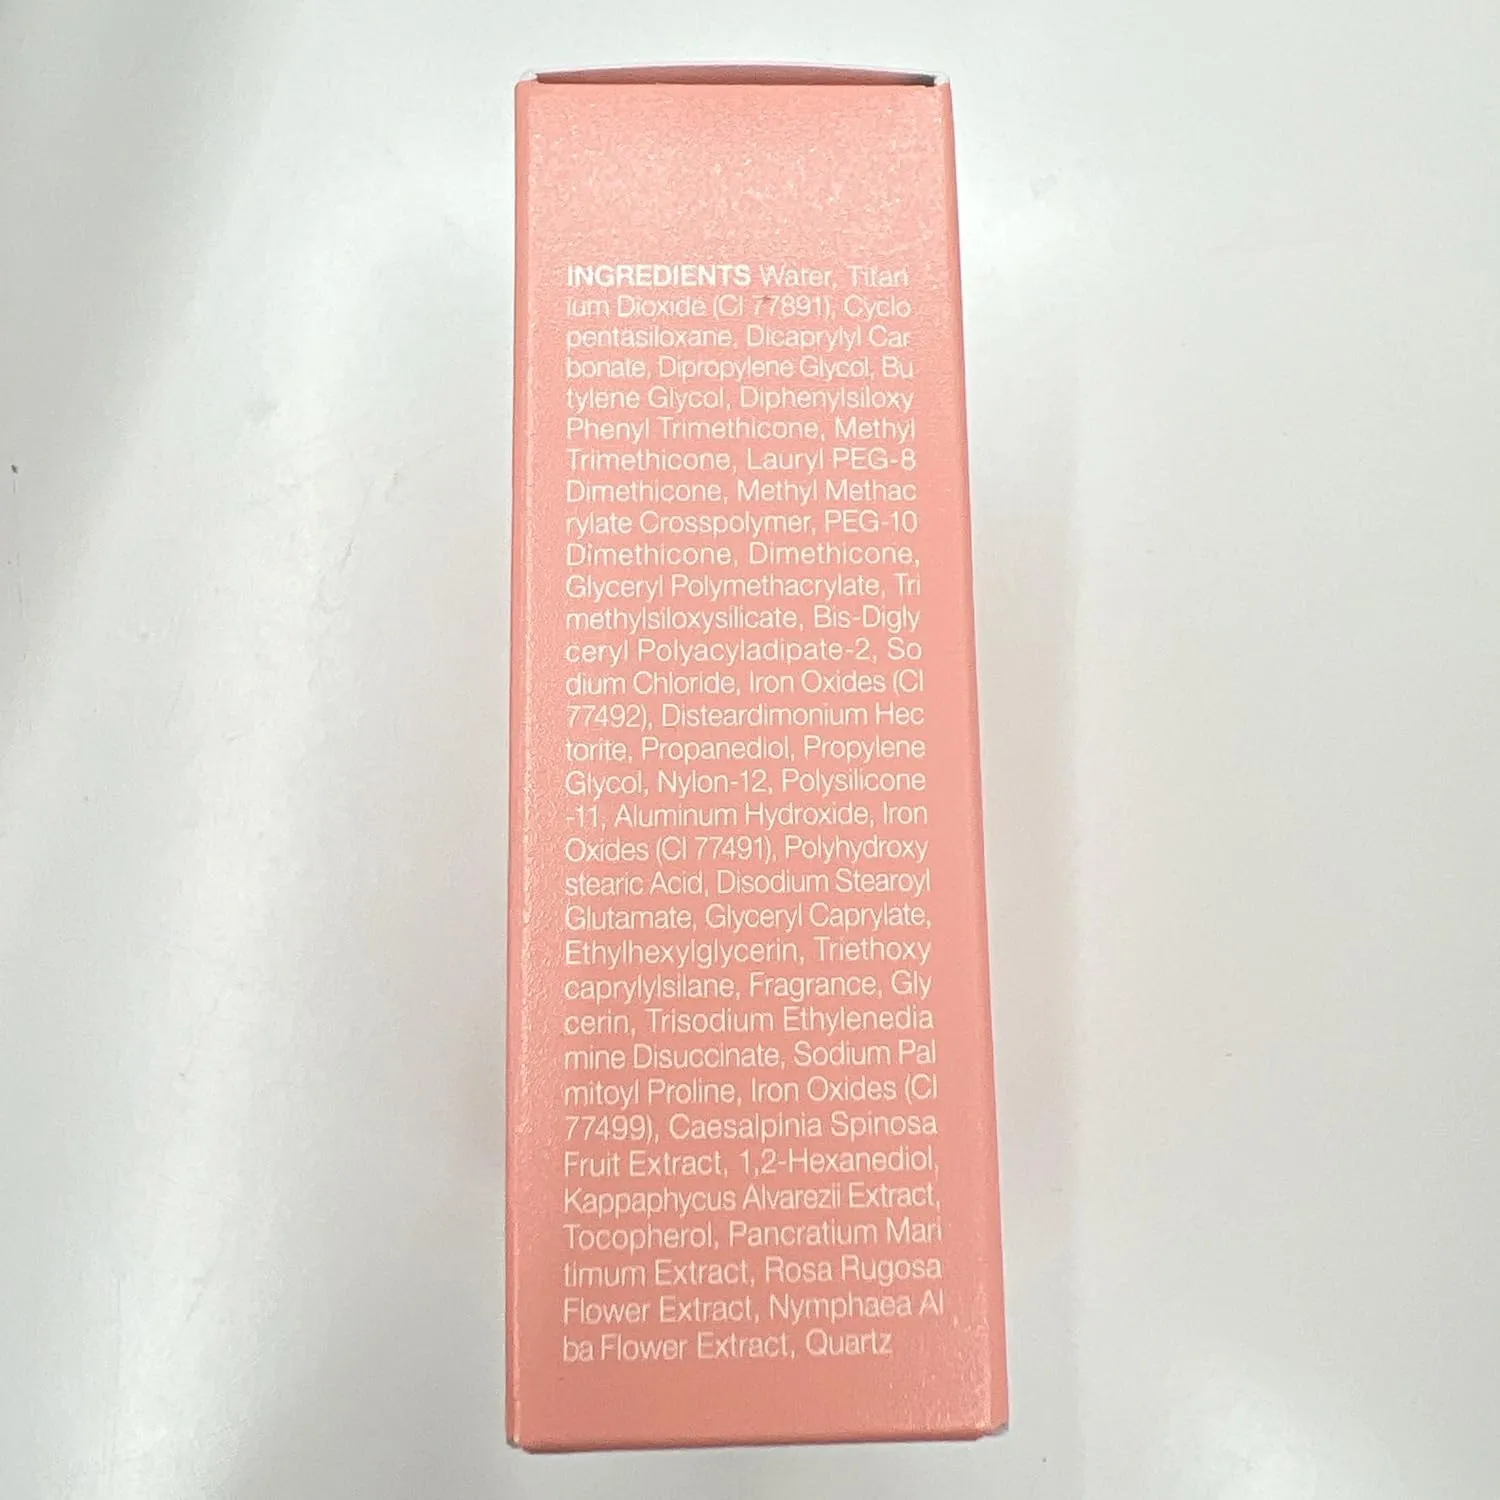 INGREDIENTS Water, Titan
ium Dioxide (CI 77891), Cyclo
pentasiloxane, Dicaprylyl Car
bonate, Dipropylene Glycol, Bu
tylene Glycol, Diphenylsiloxy
Phenyl Trimethicone, Methyl
Trimethicone, Lauryl PEG-8
Dimethicone, Methyl Methac
rylate Crosspolymer, PEG-10
Dimethicone, Dimethicone,
Glyceryl Polymethacrylate, Tri
methylsiloxysilicate, Bis-Digly
ceryl Polyacyladipate-2, So
dium Chloride, Iron Oxides (CI
77492), Disteardimonium Hec
torite, Propanediol, Propylene
Glycol, Nylon-12, Polysilicone
-11, Aluminum Hydroxide, Iron
Oxides (CI 77491), Polyhydroxy
stearic Acid, Disodium Stearoyl
Glutamate, Glyceryl Caprylate,
Ethylhexylglycerin, Triethoxy
caprylylsilane, Fragrance, Gly
cerin, Trisodium Ethylenedia
mine Disuccinate, Sodium Pal
mitoyl Proline, Iron Oxides (CI
77499), Caesalpinia Spinosa
Fruit Extract, 1,2-Hexanediol,
Kappaphycus Alvarezii Extract,
Tocopherol, Pancratium Mari
timum Extract, Rosa Rugosa
Flower Extract, Nymphaea Al
ba Flower Extract, Quartz